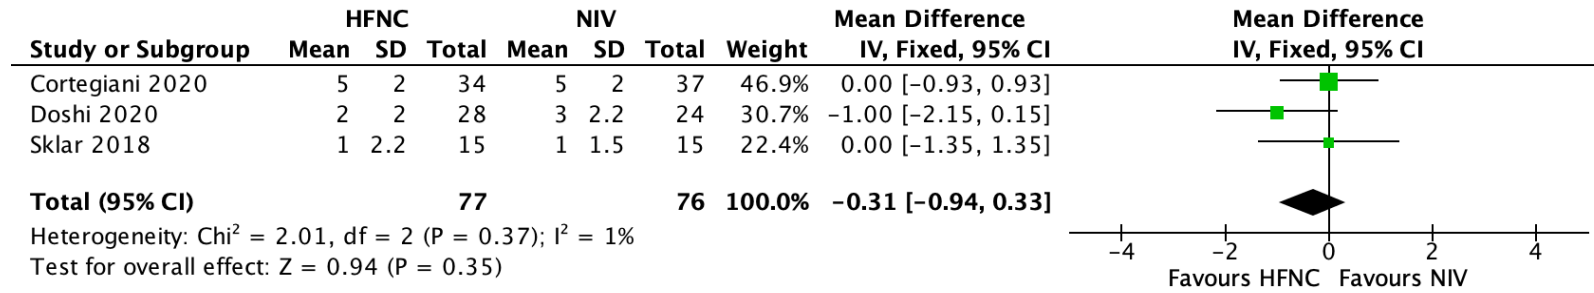 HFNC NIV Mean Difference Mean Difference
Study or Subgroup Mean SD Total Mean SD Total Weight IV, Fixed, 95% CI IV, Fixed, 95% CI
Cortegiani 2020 5 2 34 5 2 37 46.9% 0.00 [−0.93, 0.93]
Doshi 2020 2 2 28 3 2.2 24 30.7% −1.00 [−2.15, 0.15]
Sklar 2018 1 2.2 15 1 1.5 15 22.4% 0.00 [−1.35, 1.35]
Total (95% CI) 77 76 100.0% −0.31 [−0.94, 0.33]
Heterogeneity: Chi² = 2.01, df = 2 (P = 0.37); I² = 1%
Test for overall effect: Z = 0.94 (P = 0.35)
−4 −2 0 2 4
Favours HFNC Favours NIV